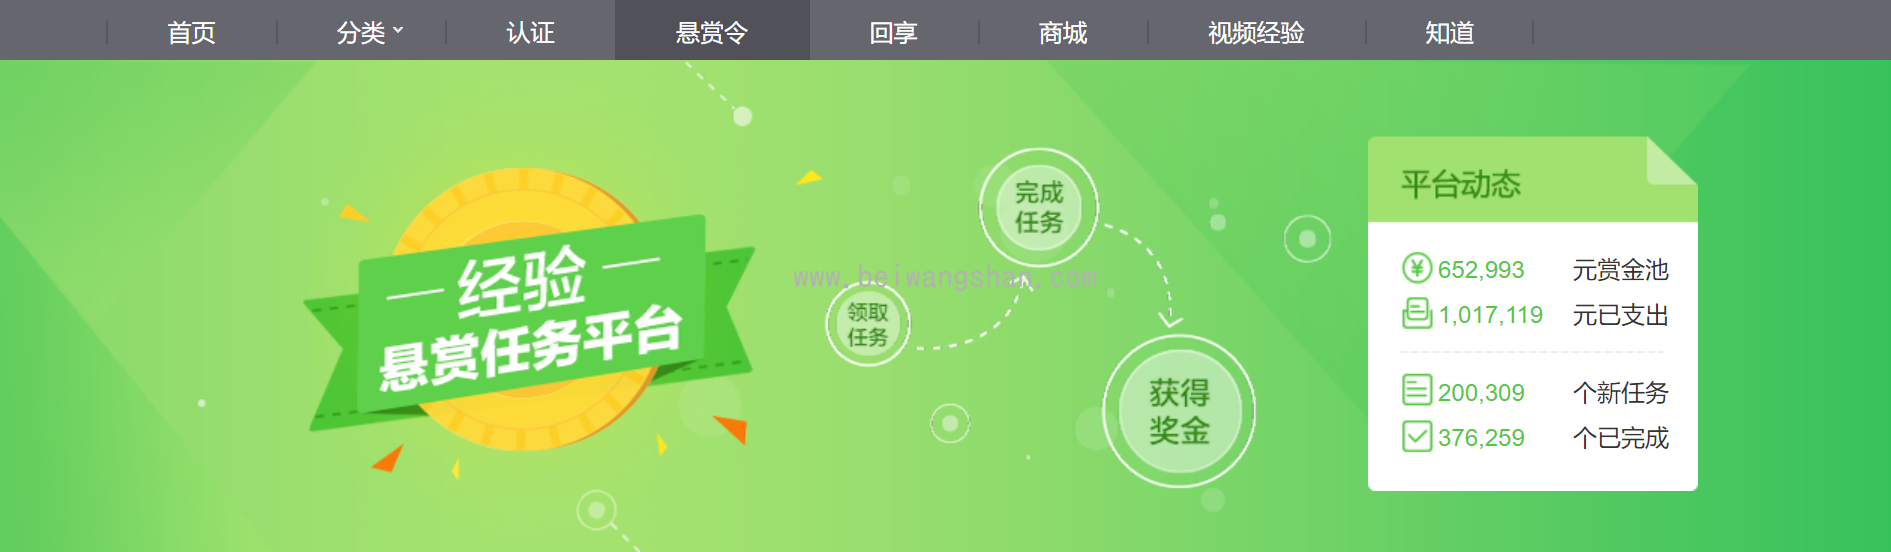 首页 分类 认证 悬赏令 回享 商城 视频经验 知道
经验
悬赏任务平台
领取
任务
完成
任务
获得
奖金
www.beiwangshan.com
平台动态
652,993 元赏金池
1,017,119 元已支出
200,309 个新任务
376,259 个已完成